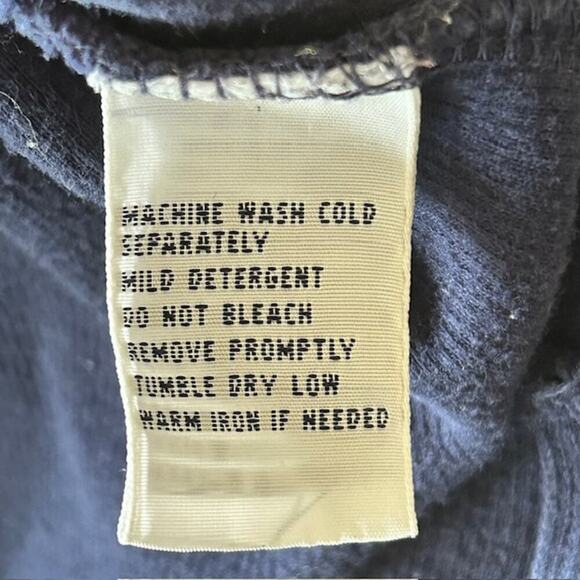 MACHINE WASH COLD
SEPARATELY
MILD DETERGENT
DO NOT BLEACH
REMOVE PROMPTLY
TUMBLE DRY LOW
WARM IRON IF NEEDED